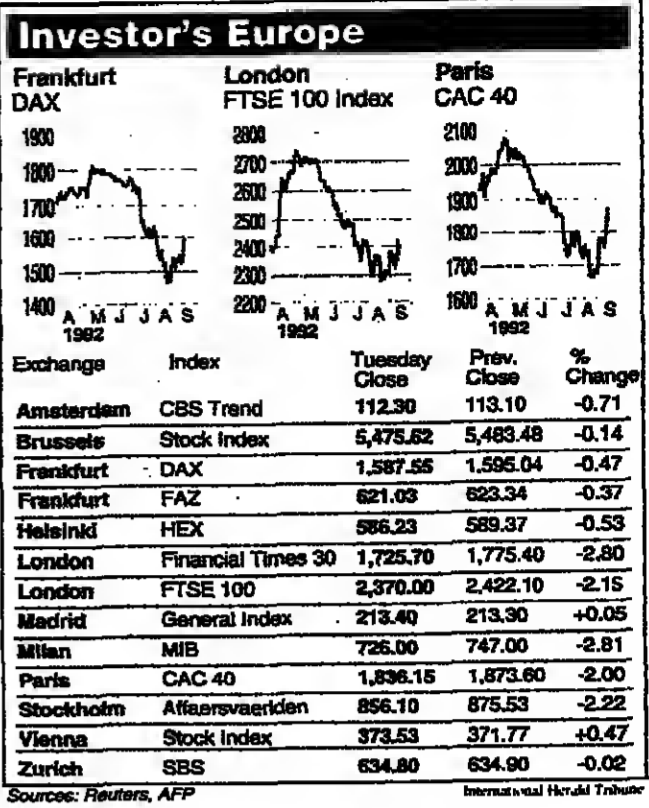 Investor's Europe
Frankfurt London Paris
DAX FTSE 100 Index CAC 40
1900 2800 2100
1800 2700 2000
1700 2600 1900
1600 2500 1800
1500 2400 1700
1400 2300 1600
2200
A M J J A S A M J J A S A M J J A S
1992 1992 1992
Exchange Index Tuesday Close Prev. Close % Change
Amsterdam CBS Trend 112.30 113.10 -0.71
Brussels Stock Index 5,475.62 5,483.48 -0.14
Frankfurt DAX 1,587.55 1,595.04 -0.47
Frankfurt FAZ 621.03 623.34 -0.37
Helsinki HEX 586.23 589.37 -0.53
London Financial Times 30 1,725.70 1,775.40 -2.80
London FTSE 100 2,370.00 2,422.10 -2.15
Madrid General Index 213.40 213.30 +0.05
Milan MIB 726.00 747.00 -2.81
Paris CAC 40 1,836.15 1,873.60 -2.00
Stockholm Affaersvaerlden 856.10 875.53 -2.22
Vienna Stock Index 373.53 371.77 +0.47
Zurich SBS 634.80 634.90 -0.02
Sources: Reuters, AFP International Herald Tribune